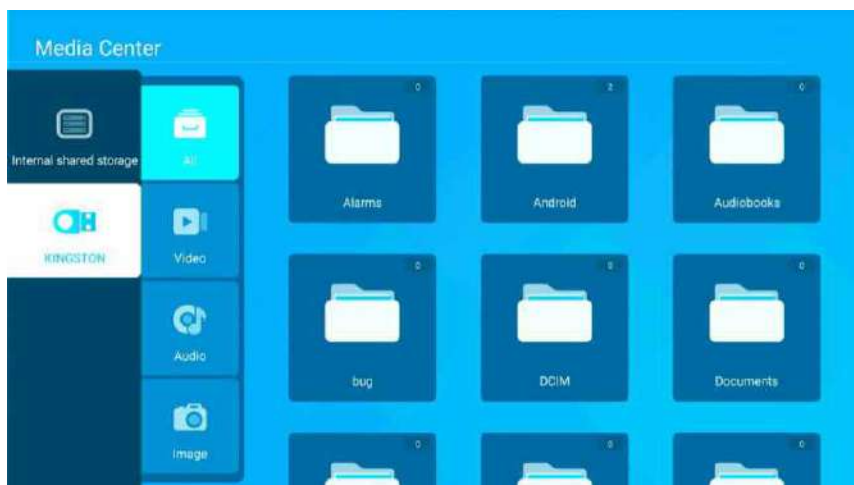 Media Center
Internal shared storage
KINGSTON
All
Video
Audio
Image
0
Alarms
2
Android
0
Audiobooks
0
bug
0
DCIM
0
Documents
0
0
0